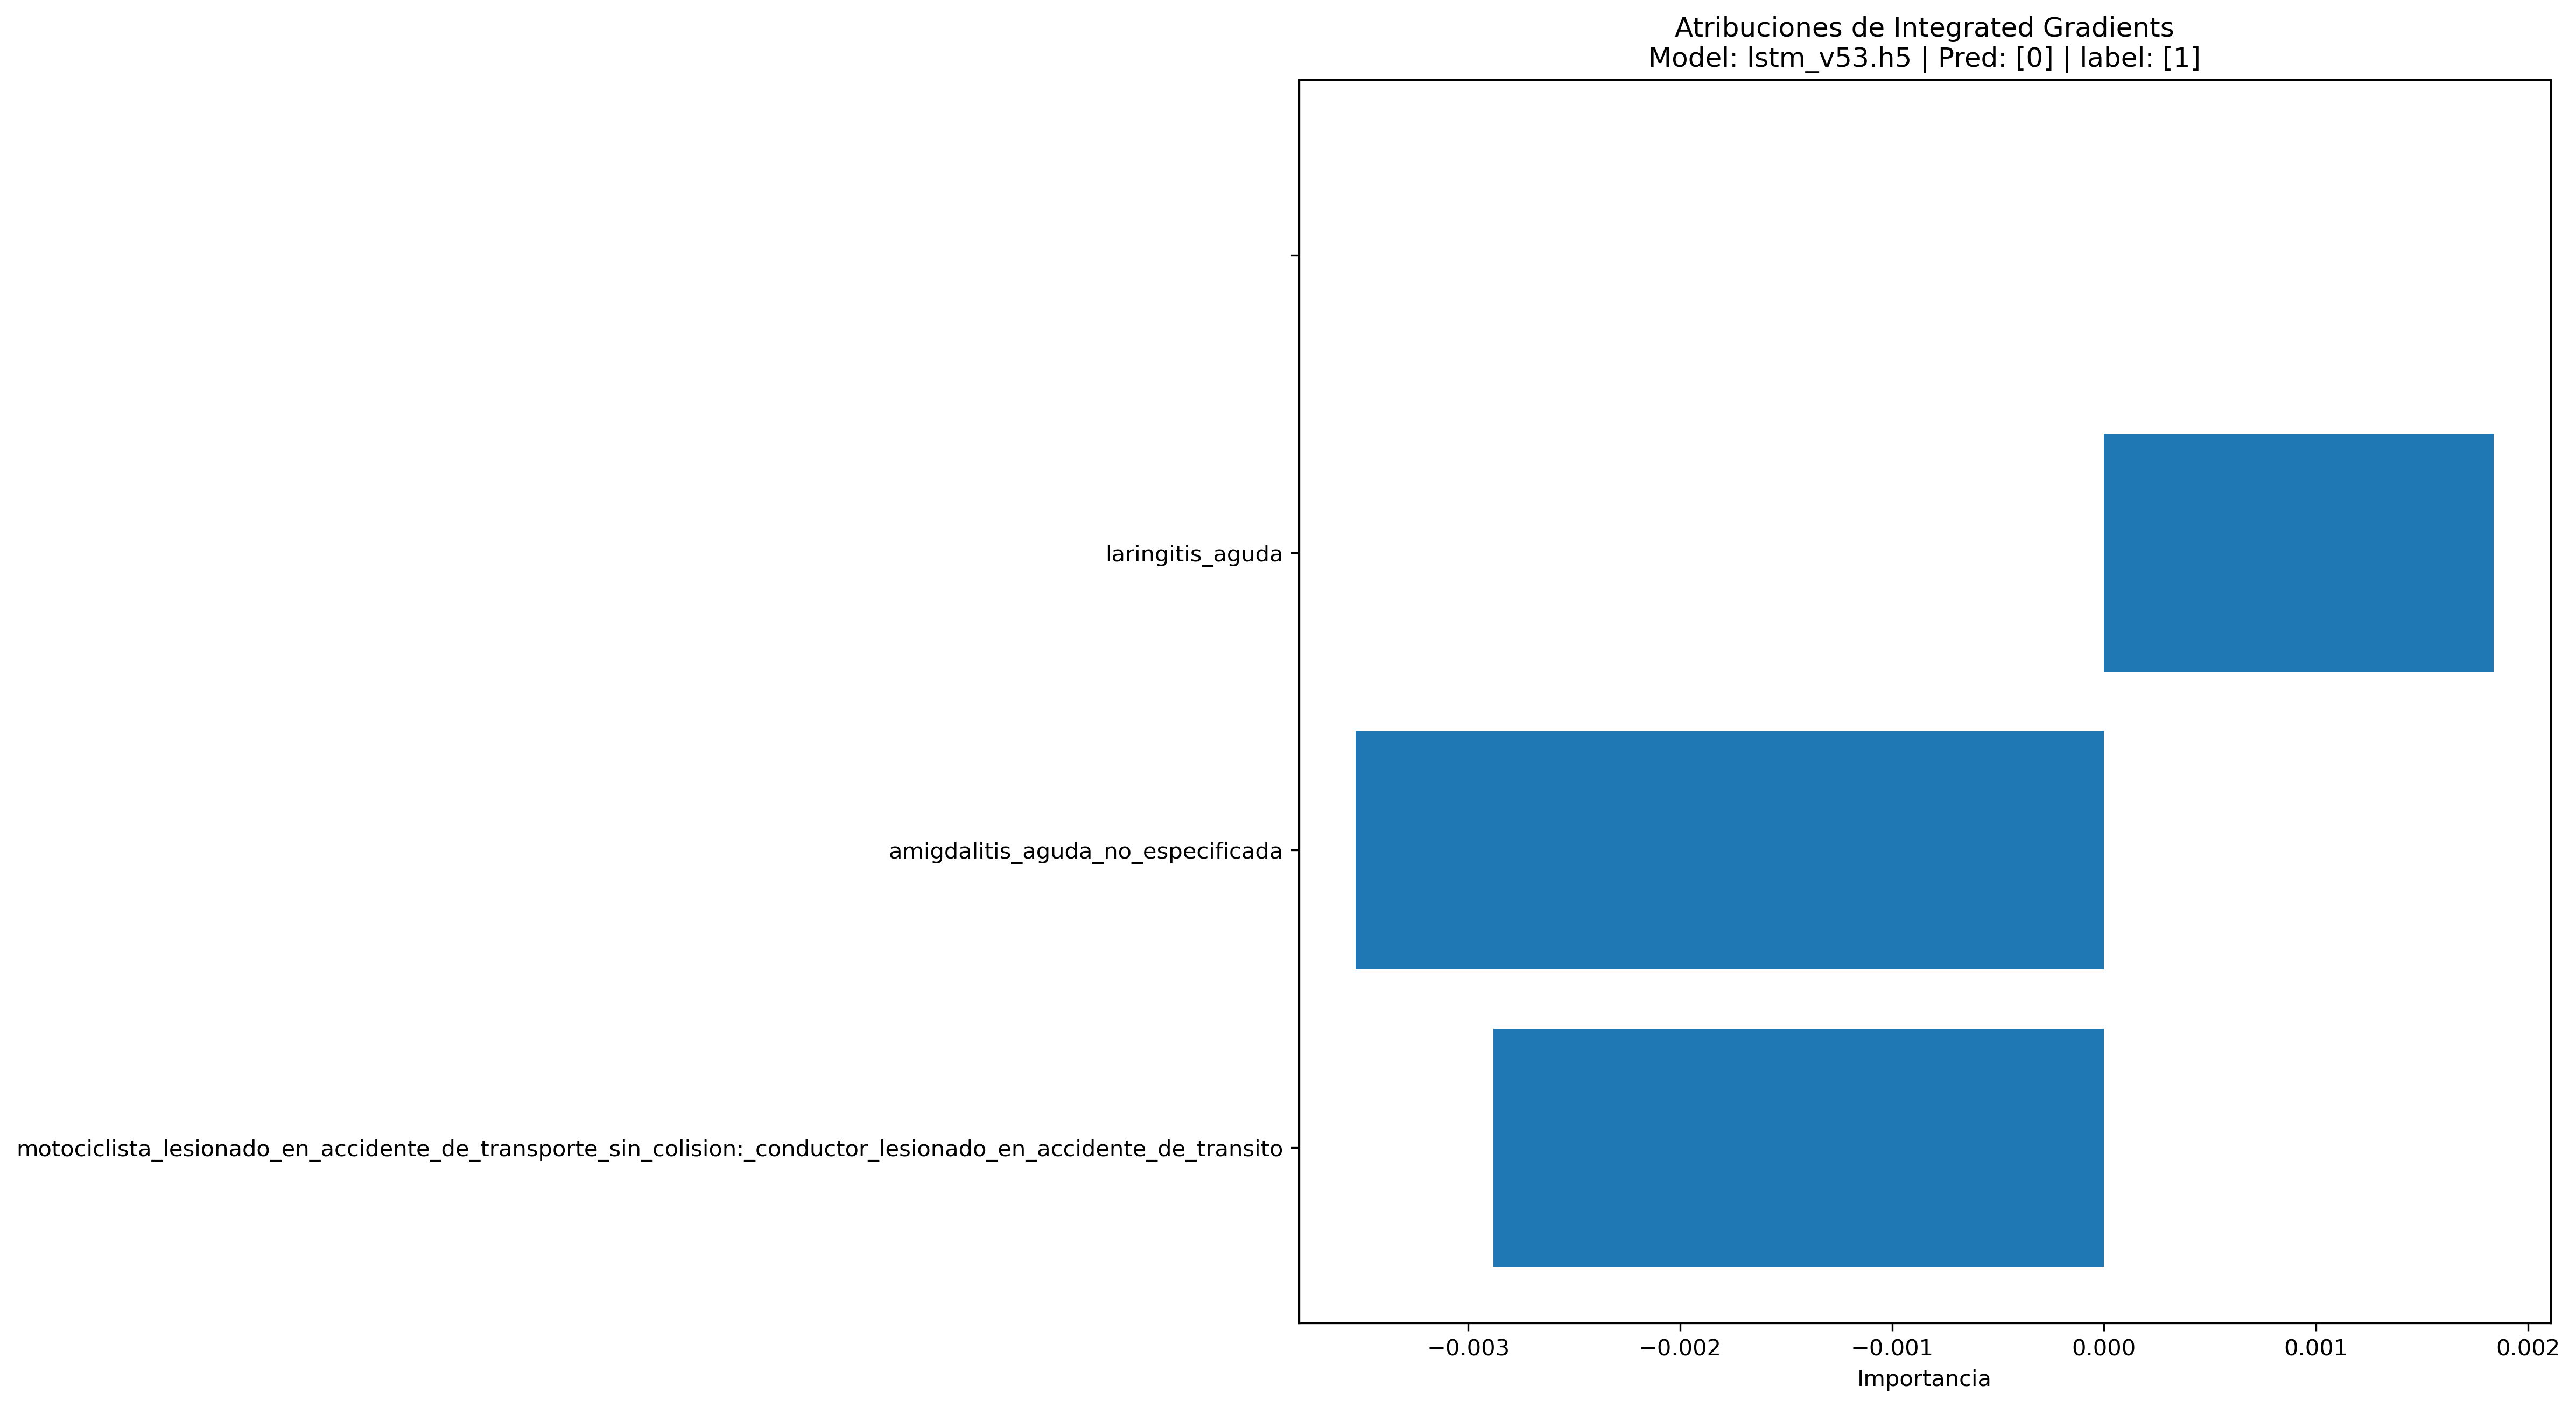 Atribuciones de Integrated Gradients
Model: lstm_v53.h5 | Pred: [0] | label: [1]
laringitis_aguda
amigdalitis_aguda_no_especificada
motociclista_lesionado_en_accidente_de_transporte_sin_colision:_conductor_lesionado_en_accidente_de_transito
−0.003 −0.002 −0.001 0.000 0.001 0.002
Importancia